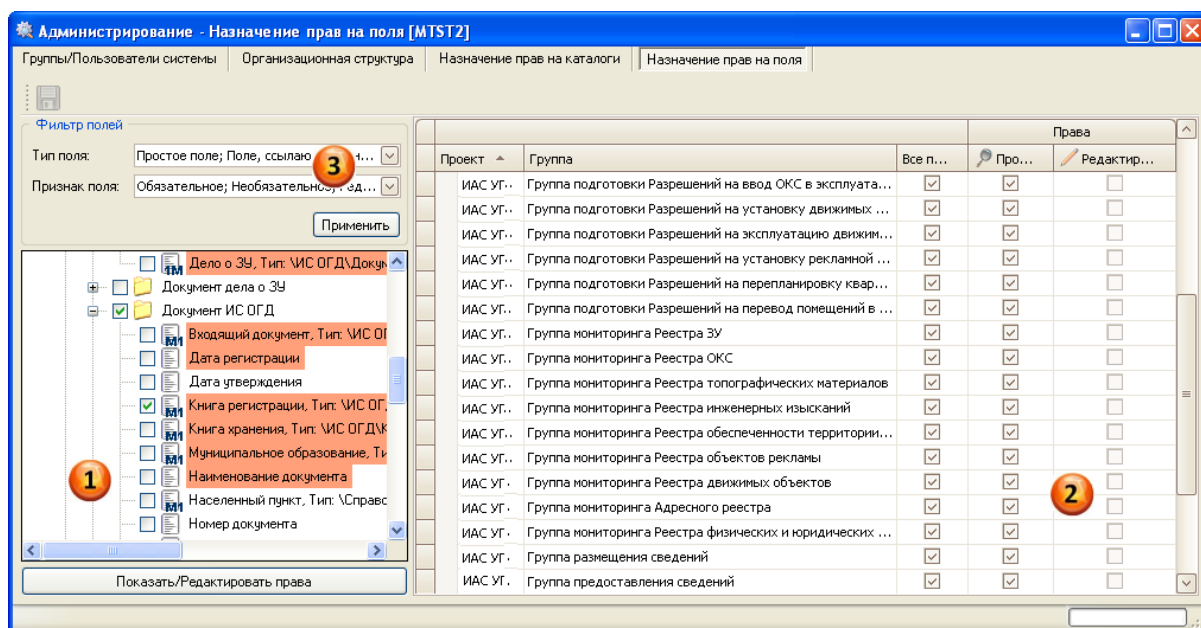 Администрирование - Назначение прав на поля [MTST2]
Группы/Пользователи системы Организационная структура Назначение прав на каталоги Назначение прав на поля
Фильтр полей
Тип поля: Простое поле; Поле, ссылаю н...
Признак поля: Обязательное; Необязательное; Ред...
3
Применить
Дело о ЗУ, Тип: \ИС ОГД\Докум
Документ дела о ЗУ
Документ ИС ОГД
Входящий документ, Тип: \ИС ОГ
Дата регистрации
Дата утверждения
Книга регистрации, Тип: \ИС ОГ
Книга хранения, Тип: \ИС ОГД\К
Муниципальное образование, Ти
Наименование документа
Населенный пункт, Тип: \Справо
Номер документа
1
Показать/Редактировать права
Права
Проект Группа Все п... Про... Редактир...
ИАС УГ.. Группа подготовки Разрешений на ввод ОКС в эксплуата...
ИАС УГ.. Группа подготовки Разрешений на установку движимых ...
ИАС УГ.. Группа подготовки Разрешений на эксплуатацию движим...
ИАС УГ.. Группа подготовки Разрешений на установку рекламной ...
ИАС УГ.. Группа подготовки Разрешений на перепланировку квар...
ИАС УГ.. Группа подготовки Разрешений на перевод помещений в ...
ИАС УГ.. Группа мониторинга Реестра ЗУ
ИАС УГ.. Группа мониторинга Реестра ОКС
ИАС УГ.. Группа мониторинга Реестра топографических материалов
ИАС УГ.. Группа мониторинга Реестра инженерных изысканий
ИАС УГ.. Группа мониторинга Реестра обеспеченности территории...
ИАС УГ.. Группа мониторинга Реестра объектов рекламы
ИАС УГ. Группа мониторинга Реестра движимых объектов
ИАС УГ. Группа мониторинга Адресного реестра
ИАС УГ. Группа мониторинга Реестра физических и юридических ...
ИАС УГ. Группа размещения сведений
ИАС УГ. Группа предоставления сведений
2